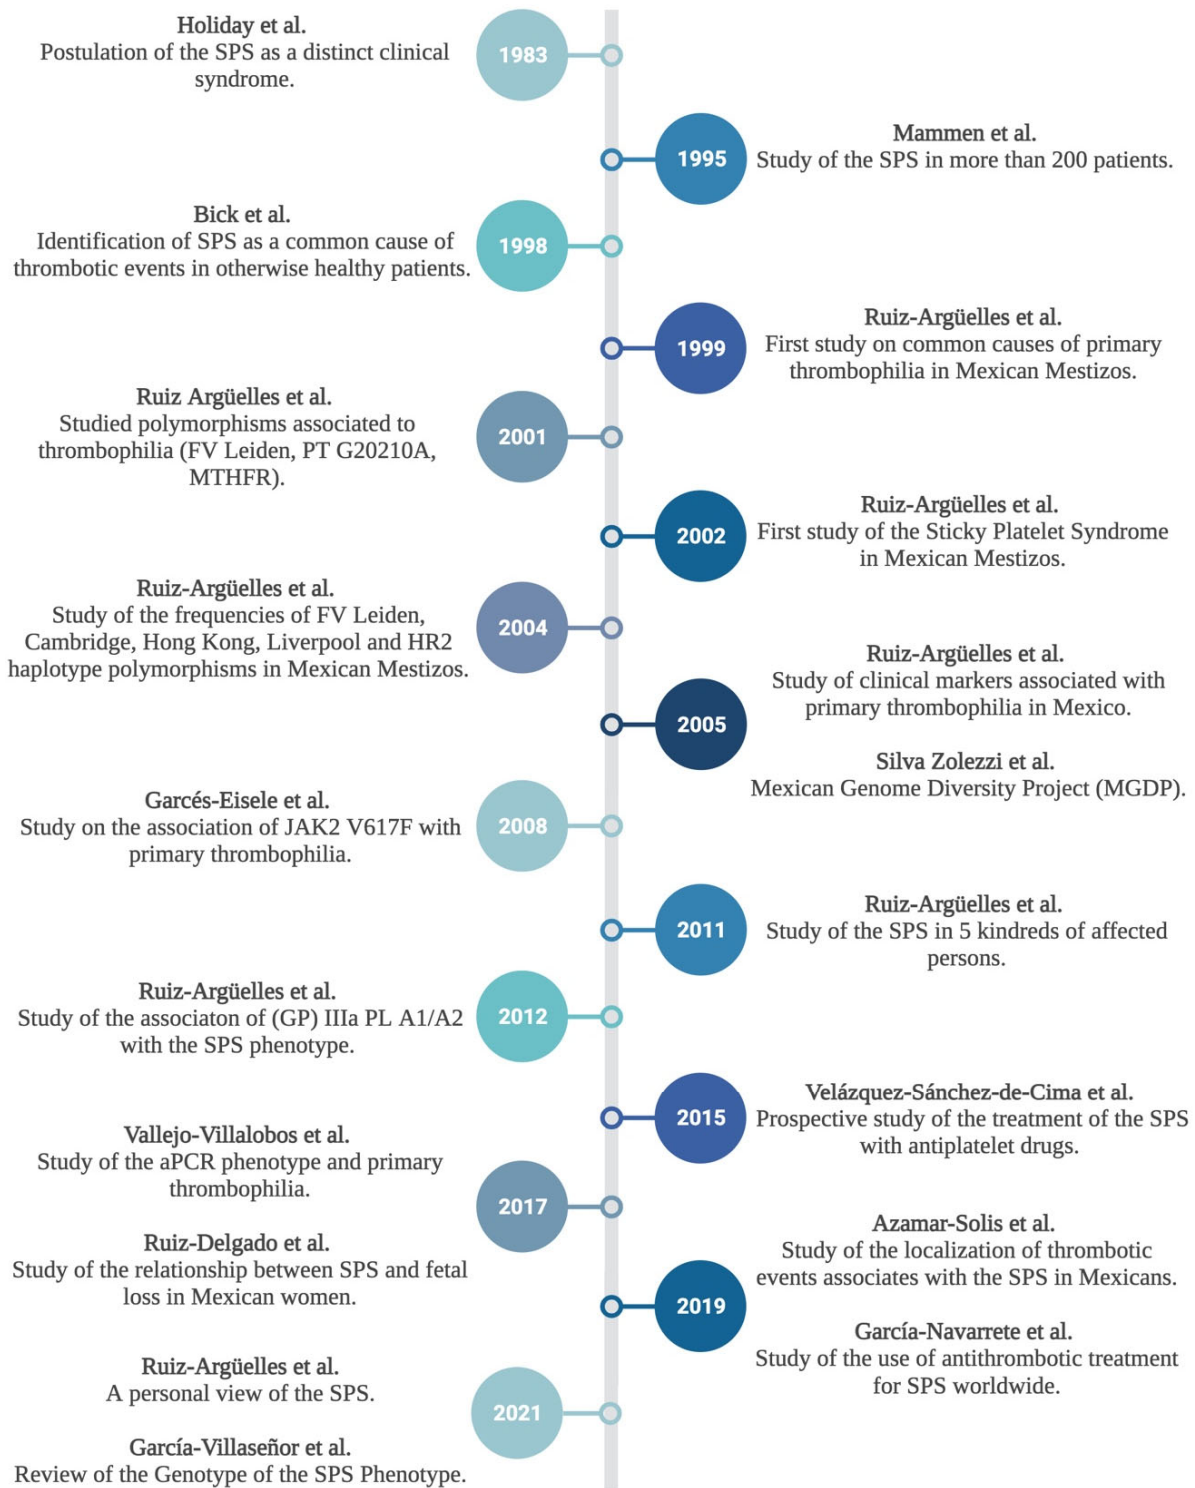 Holiday et al.
Postulation of the SPS as a distinct clinical
syndrome.
1983
1995
Mammen et al.
Study of the SPS in more than 200 patients.
Bick et al.
Identification of SPS as a common cause of
thrombotic events in otherwise healthy patients.
1998
1999
Ruiz-Argüelles et al.
First study on common causes of primary
thrombophilia in Mexican Mestizos.
Ruiz Argüelles et al.
Studied polymorphisms associated to
thrombophilia (FV Leiden, PT G20210A,
MTHFR).
2001
2002
Ruiz-Argüelles et al.
First study of the Sticky Platelet Syndrome
in Mexican Mestizos.
Ruiz-Argüelles et al.
Study of the frequencies of FV Leiden,
Cambridge, Hong Kong, Liverpool and HR2
haplotype polymorphisms in Mexican Mestizos.
2004
2005
Ruiz-Argüelles et al.
Study of clinical markers associated with
primary thrombophilia in Mexico.
Silva Zolezzi et al.
Mexican Genome Diversity Project (MGDP).
Garcés-Eisele et al.
Study on the association of JAK2 V617F with
primary thrombophilia.
2008
2011
Ruiz-Argüelles et al.
Study of the SPS in 5 kindreds of affected
persons.
Ruiz-Argüelles et al.
Study of the associaton of (GP) IIIa PL A1/A2
with the SPS phenotype.
2012
2015
Velázquez-Sánchez-de-Cima et al.
Prospective study of the treatment of the SPS
with antiplatelet drugs.
Vallejo-Villalobos et al.
Study of the aPCR phenotype and primary
thrombophilia.
Ruiz-Delgado et al.
Study of the relationship between SPS and fetal
loss in Mexican women.
2017
2019
Azamar-Solis et al.
Study of the localization of thrombotic
events associates with the SPS in Mexicans.
García-Navarrete et al.
Study of the use of antithrombotic treatment
for SPS worldwide.
Ruiz-Argüelles et al.
A personal view of the SPS.
García-Villaseñor et al.
Review of the Genotype of the SPS Phenotype.
2021